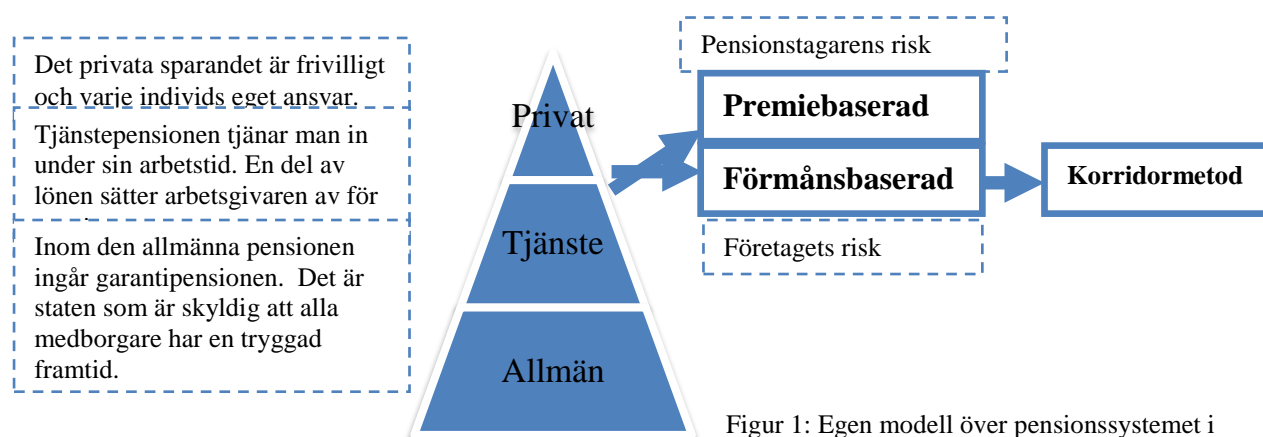 Det privata sparandet är frivilligt
och varje individs eget ansvar.
Tjänstepensionen tjänar man in
under sin arbetstid. En del av
lönen sätter arbetsgivaren av för
Inom den allmänna pensionen
ingår garantipensionen. Det är
staten som är skyldig att alla
medborgare har en tryggad
framtid.
Privat
Tjänste
Allmän
Pensionstagarens risk
Premiebaserad
Förmånsbaserad
Företagets risk
Korridormetod
Figur 1: Egen modell över pensionssystemet i